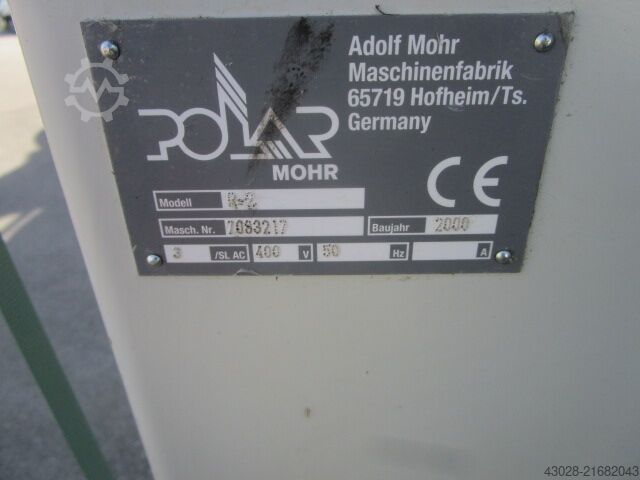 Adolf Mohr
Maschinenfabrik
65719 Hofheim/Ts.
Germany
POLAR
MOHR
CE
Modell
Masch. Nr. 7083217 Baujahr 2000
3 /SL AC 400 V 50 Hz A
43028-21682043